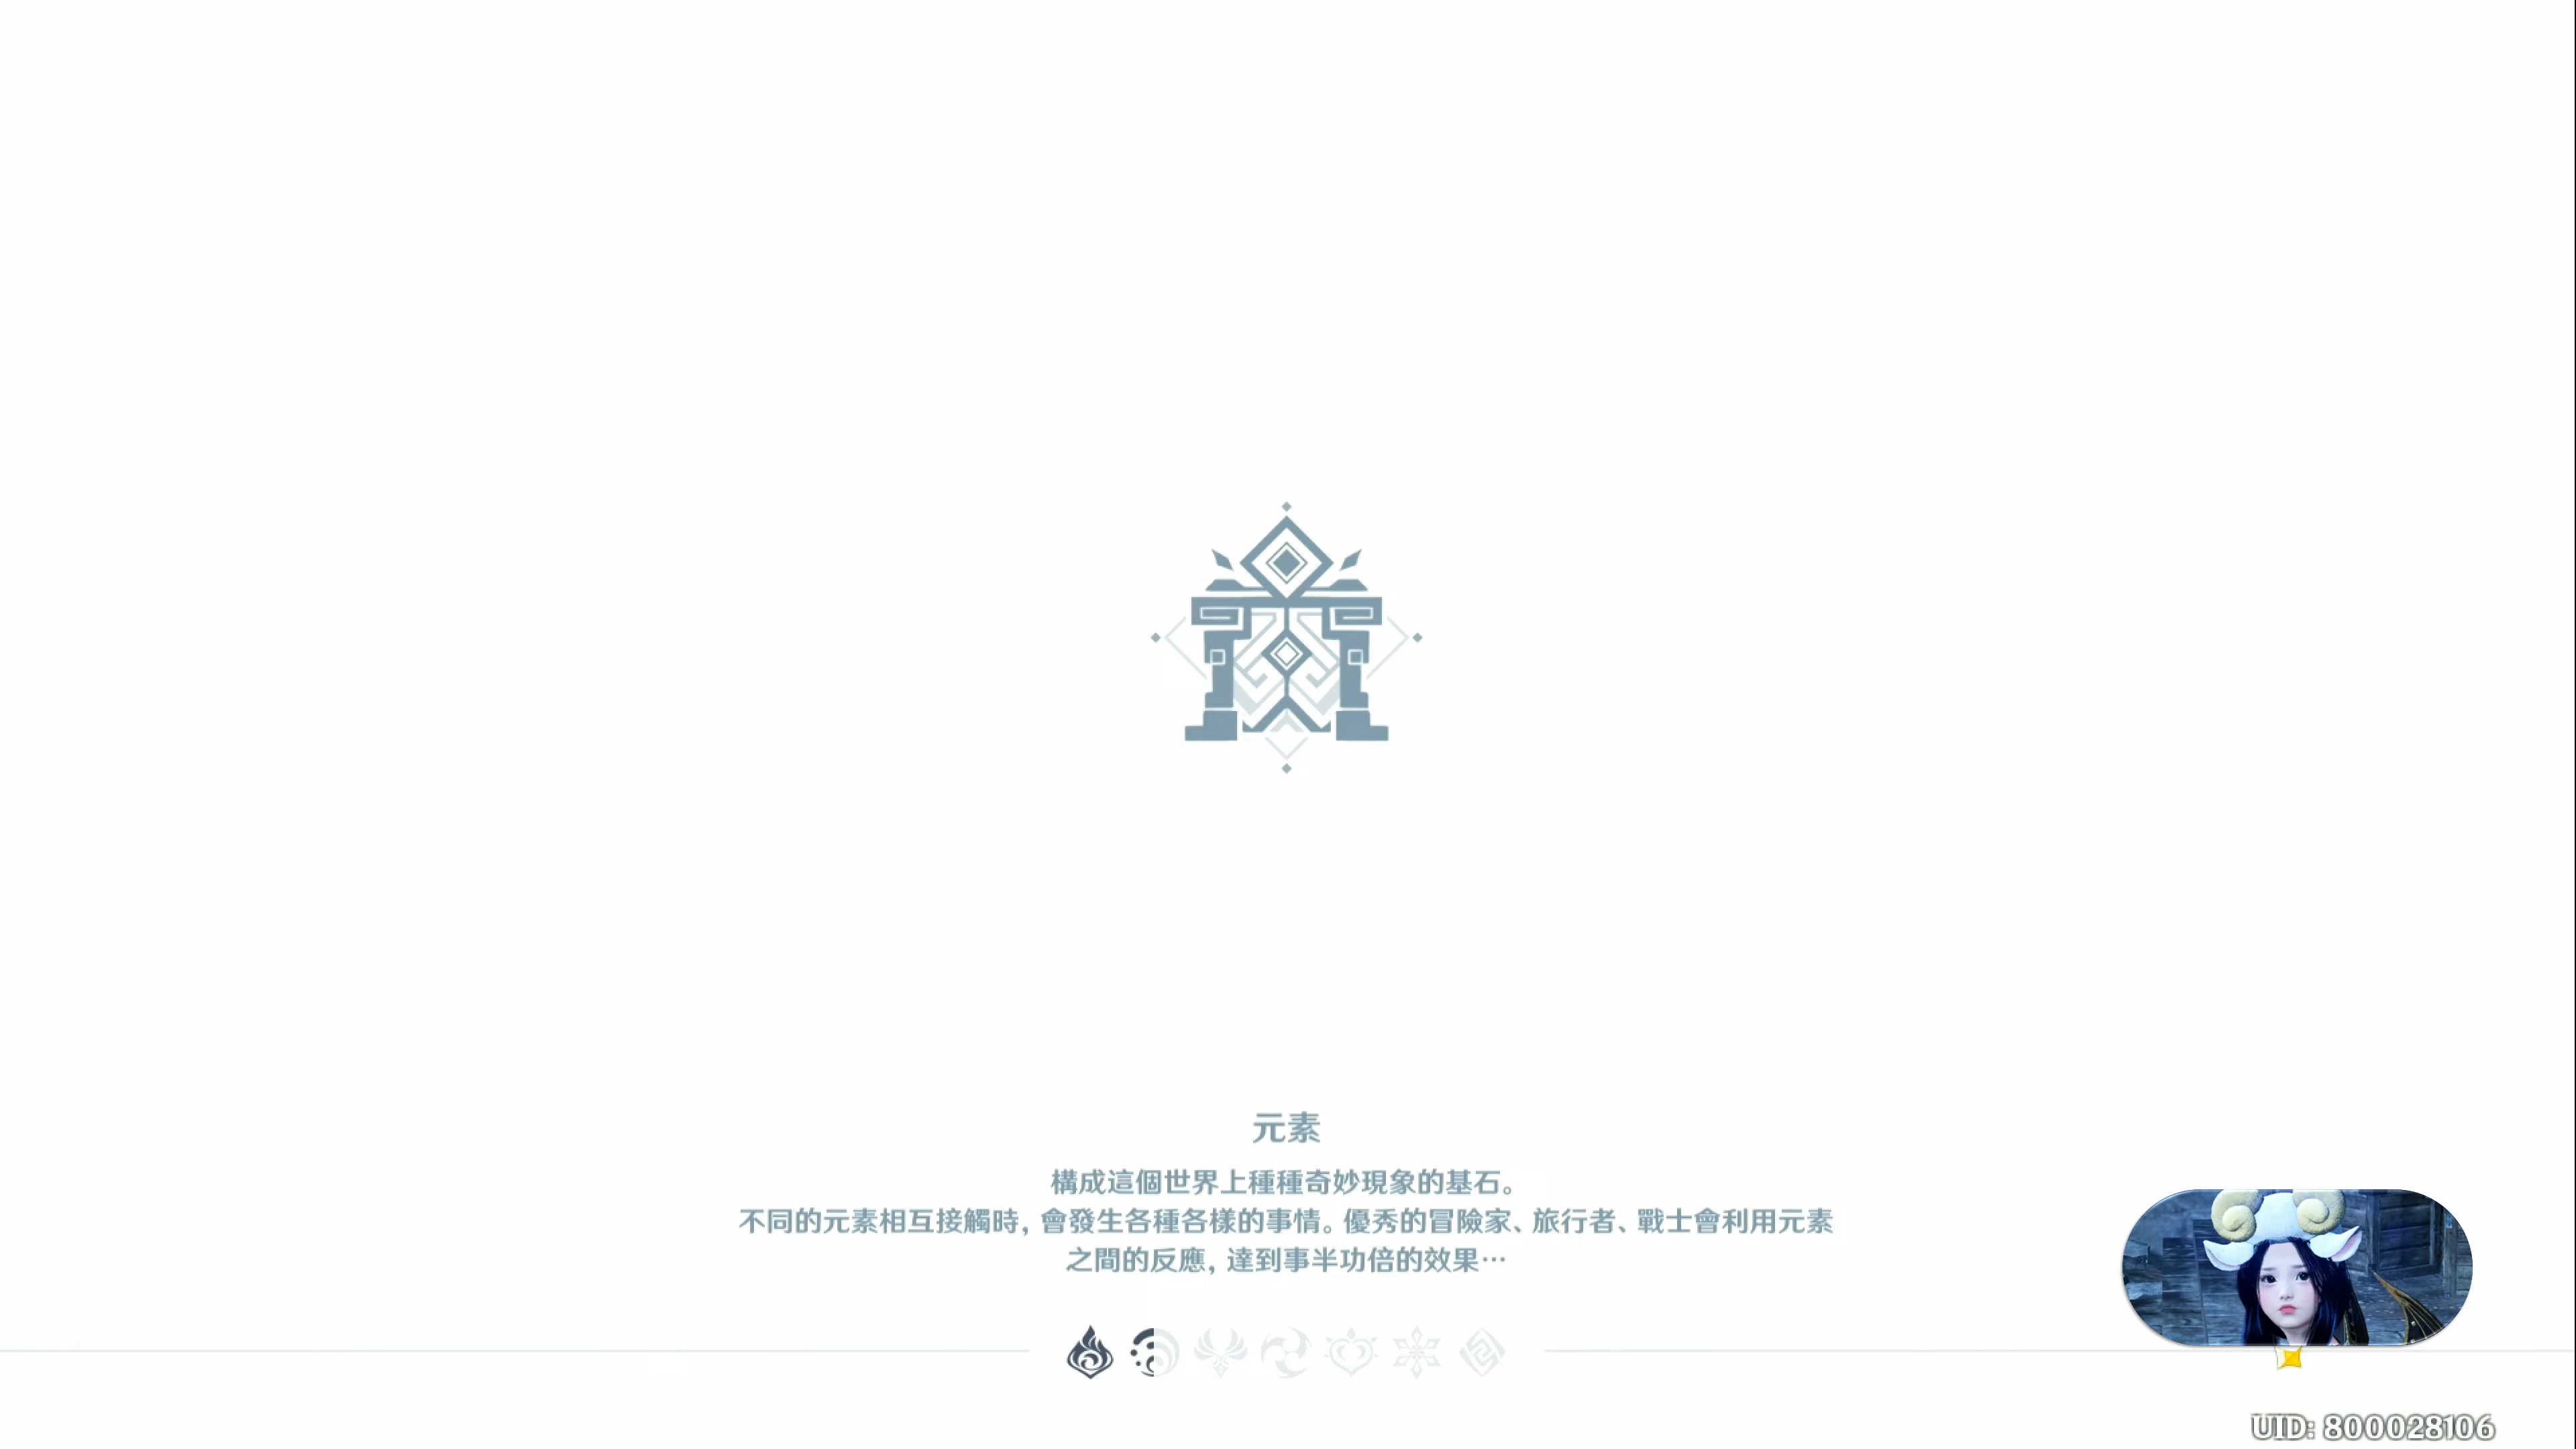 元素
構成這個世界上種種奇妙現象的基石。
不同的元素相互接觸時，會發生各種各樣的事情。優秀的冒險家、旅行者、戰士會利用元素
之間的反應，達到事半功倍的效果…
UID: 800028106